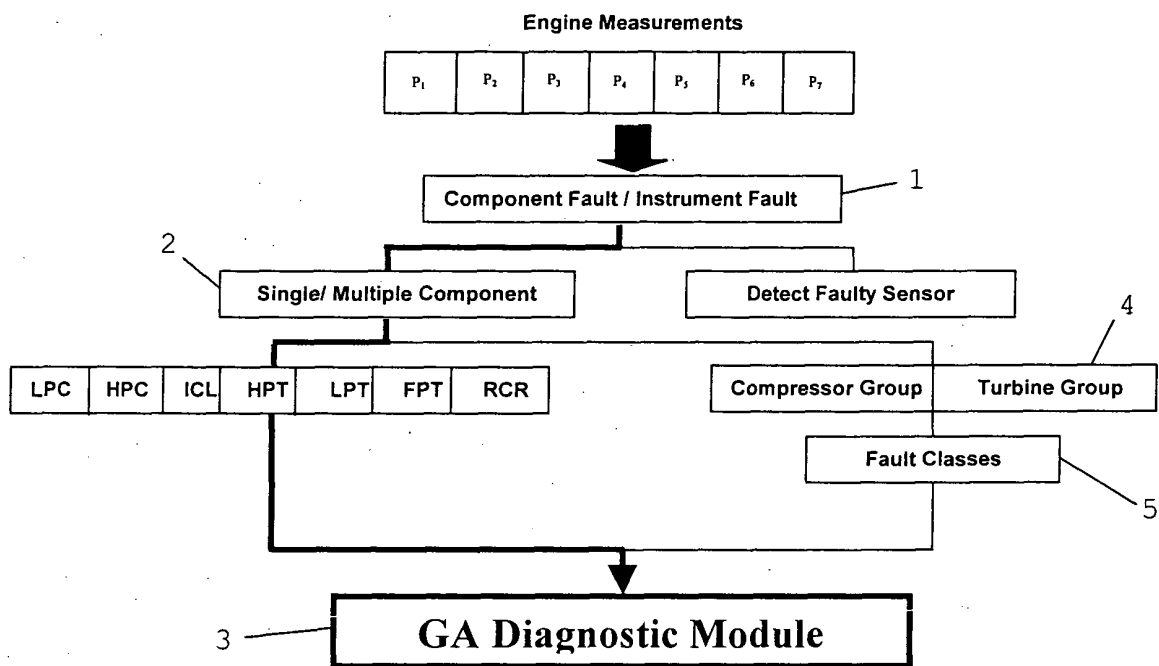 Engine Measurements
P₁ P₂ P₃ P₄ P₅ P₆ P₇
Component Fault / Instrument Fault
1
2
Single/ Multiple Component
Detect Faulty Sensor
4
LPC HPC ICL HPT LPT FPT RCR
Compressor Group Turbine Group
Fault Classes
5
GA Diagnostic Module
3